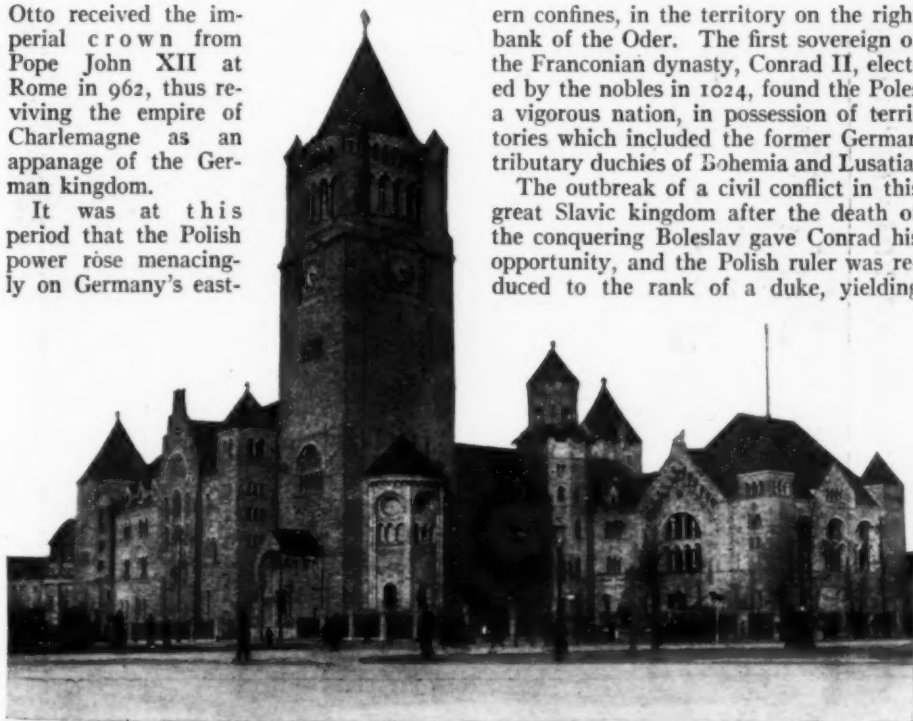 Otto received the im-
perial crown from
Pope John XII at
Rome in 962, thus re-
viving the empire of
Charlemagne as an
appanage of the Ger-
man kingdom.
It was at this
period that the Polish
power rose menacing-
ly on Germany's east-
ern confines, in the territory on the righ
bank of the Oder. The first sovereign o
the Franconian dynasty, Conrad II, elect
ed by the nobles in 1024, found the Pole
a vigorous nation, in possession of terri
tories which included the former German
tributary duchies of Bohemia and Lusatia
The outbreak of a civil conflict in thi
great Slavic kingdom after the death o
the conquering Boleslav gave Conrad his
opportunity, and the Polish ruler was re
duced to the rank of a duke, yielding